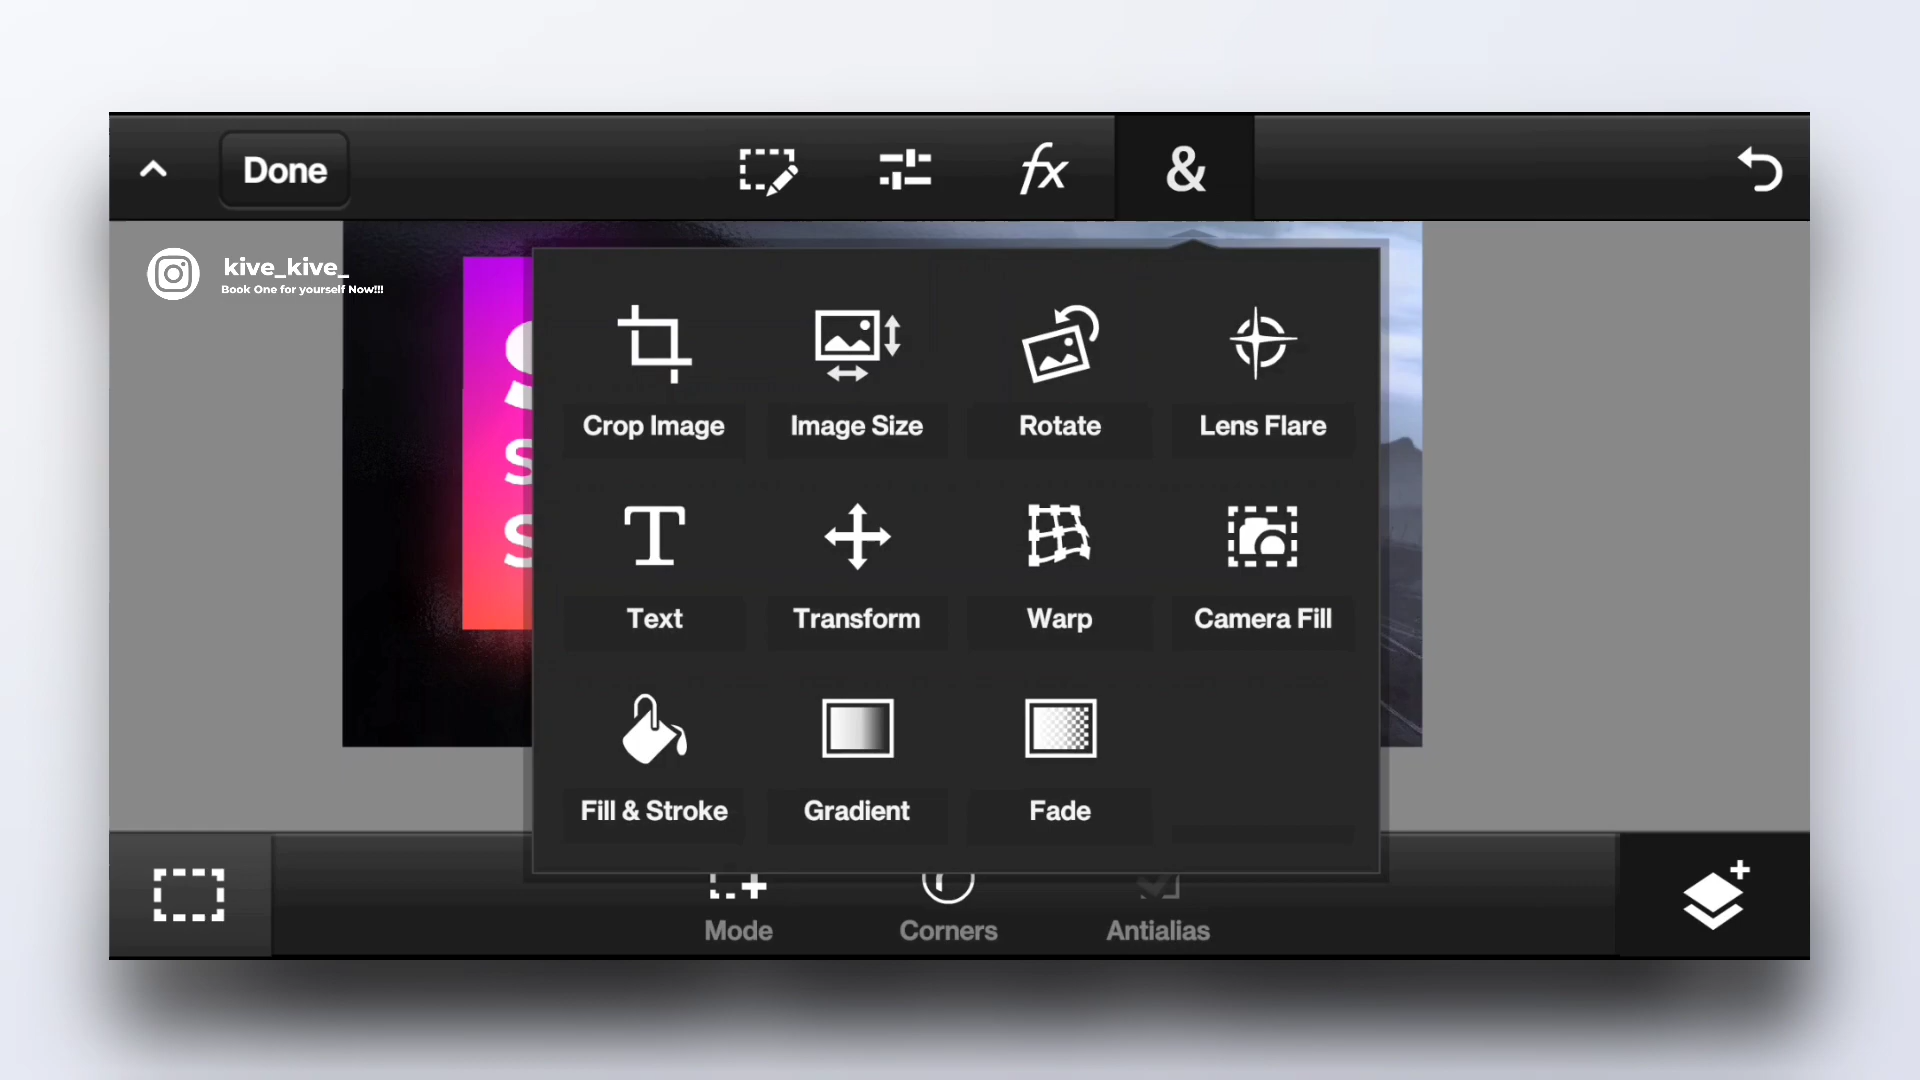 Done
fx
&
kive_kive_
Book One for yourself Now!!!
S
S
S
Crop Image
Image Size
Rotate
Lens Flare
T
Text
Transform
Warp
Camera Fill
Fill & Stroke
Gradient
Fade
Mode
Corners
Antialias